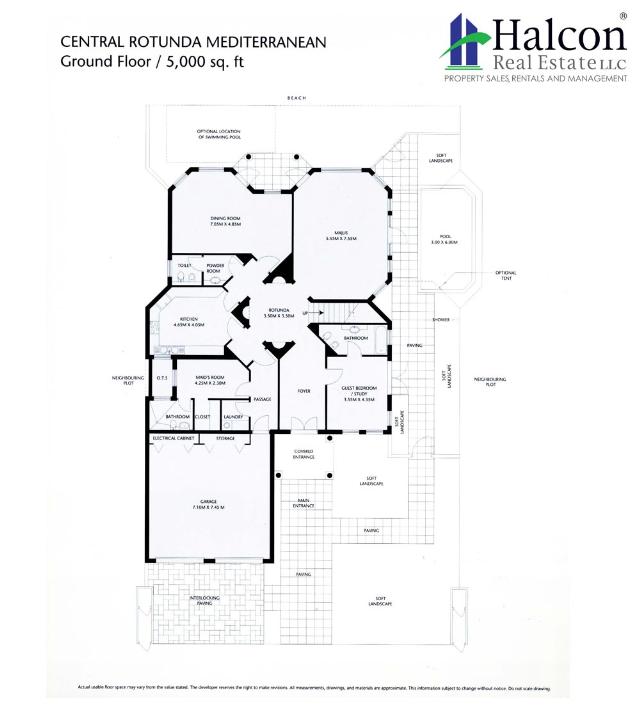 CENTRAL ROTUNDA MEDITERRANEAN
Ground Floor / 5,000 sq. ft
Halcon®
Real Estate LLC
PROPERTY SALES, RENTALS AND MANAGEMENT
BEACH
OPTIONAL LOCATION
OF SWIMMING POOL
SOFT
LANDSCAPE
DINING ROOM
7.05M X 4.85M
MAJLIS
5.55M X 7.55M
POOL
3.00 X 6.00M
TOILET
POWDER
ROOM
OPTIONAL
TENT
KITCHEN
4.65M X 4.05M
ROTUNDA
3.50M X 3.50M
UP
SHOWER
BATHROOM
PAVING
NEIGHBOURING
PLOT
O.T.S
MAID'S ROOM
4.25M X 2.30M
PASSAGE
FOYER
GUEST BEDROOM
/ STUDY
3.55M X 4.35M
SOFT
LANDSCAPE
NEIGHBOURING
PLOT
BATHROOM
CLOSET
LAUNDRY
SOFT
LANDSCAPE
ELECTRICAL CABINET
STORAGE
COVERED
ENTRANCE
SOFT
LANDSCAPE
GARAGE
7.10M X 7.45 M
MAIN
ENTRANCE
PAVING
PAVING
INTERLOCKING
PAVING
SOFT
LANDSCAPE
Actual usable floor space may vary from the value stated. The developer reserves the right to make revisions. All measurements, drawings, and materials are approximate. This information subject to change without notice. Do not scale drawing.